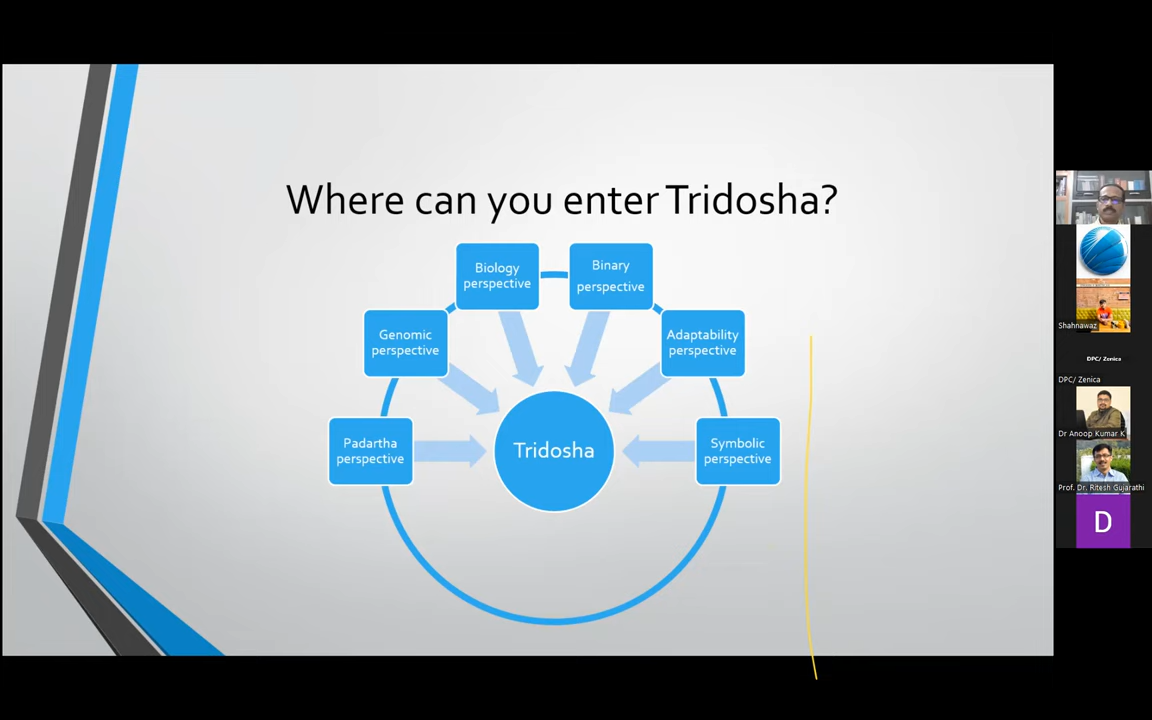 Where can you enter Tridosha?
Biology
perspective
Binary
perspective
Genomic
perspective
Adaptability
perspective
Padartha
perspective
Tridosha
Symbolic
perspective
Shahnawaz
DPC/ Zenica
DPC/ Zenica
Dr Anoop Kumar K
Prof. Dr. Ritesh Gujarathi
D